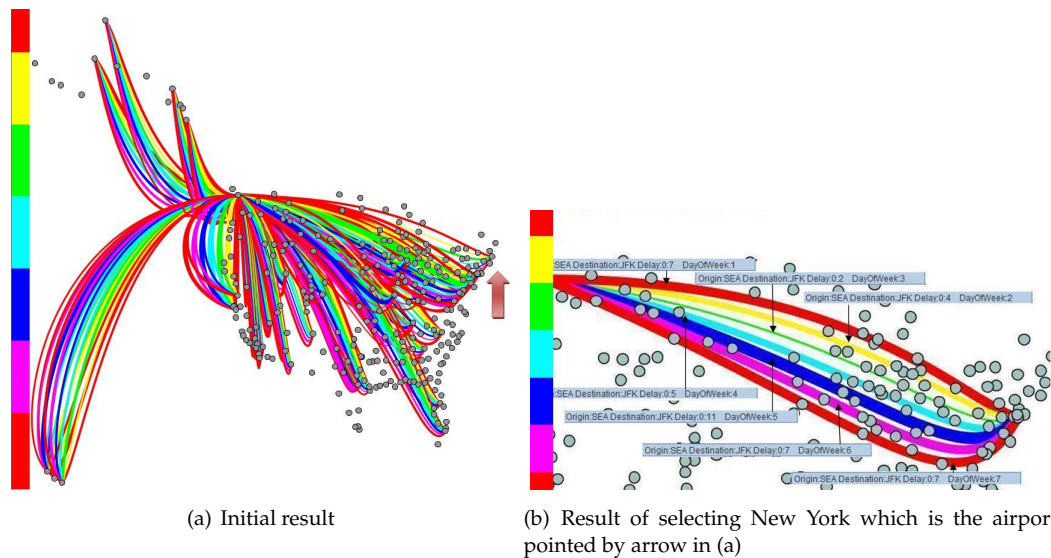 :SEA Destination:JFK Delay:0:7 DayOfWeek:1
Origin:SEA Destination:JFK Delay:0:2 DayOfWeek:3
Origin:SEA Destination:JFK Delay:0:4 DayOfWeek:2
:SEA Destination:JFK Delay:0:5 DayOfWeek:4
Origin:SEA Destination:JFK Delay:0:11 DayOfWeek:5
Origin:SEA Destination:JFK Delay:0:7 DayOfWeek:6
Origin:SEA Destination:JFK Delay:0:7 DayOfWeek:7
(a) Initial result
(b) Result of selecting New York which is the airpor
pointed by arrow in (a)